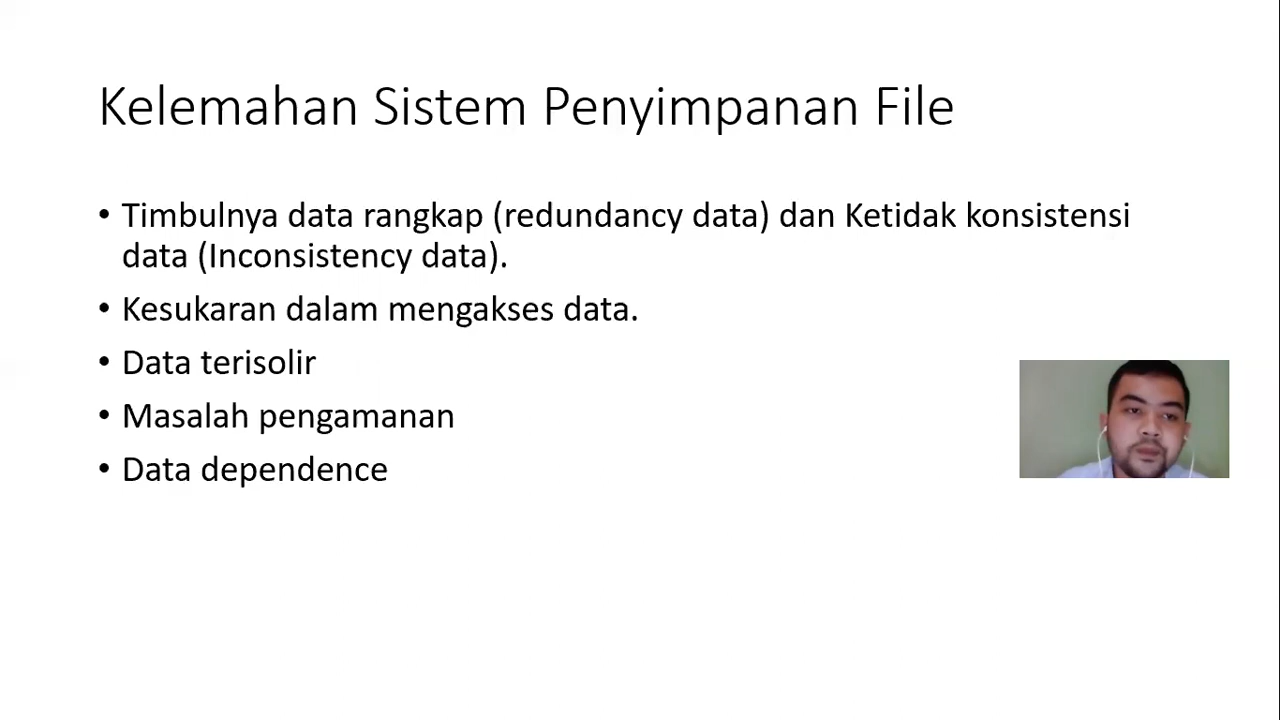 Kelemahan Sistem Penyimpanan File
• Timbulnya data rangkap (redundancy data) dan Ketidak konsistensi
data (Inconsistency data).
• Kesukaran dalam mengakses data.
• Data terisolir
• Masalah pengamanan
• Data dependence